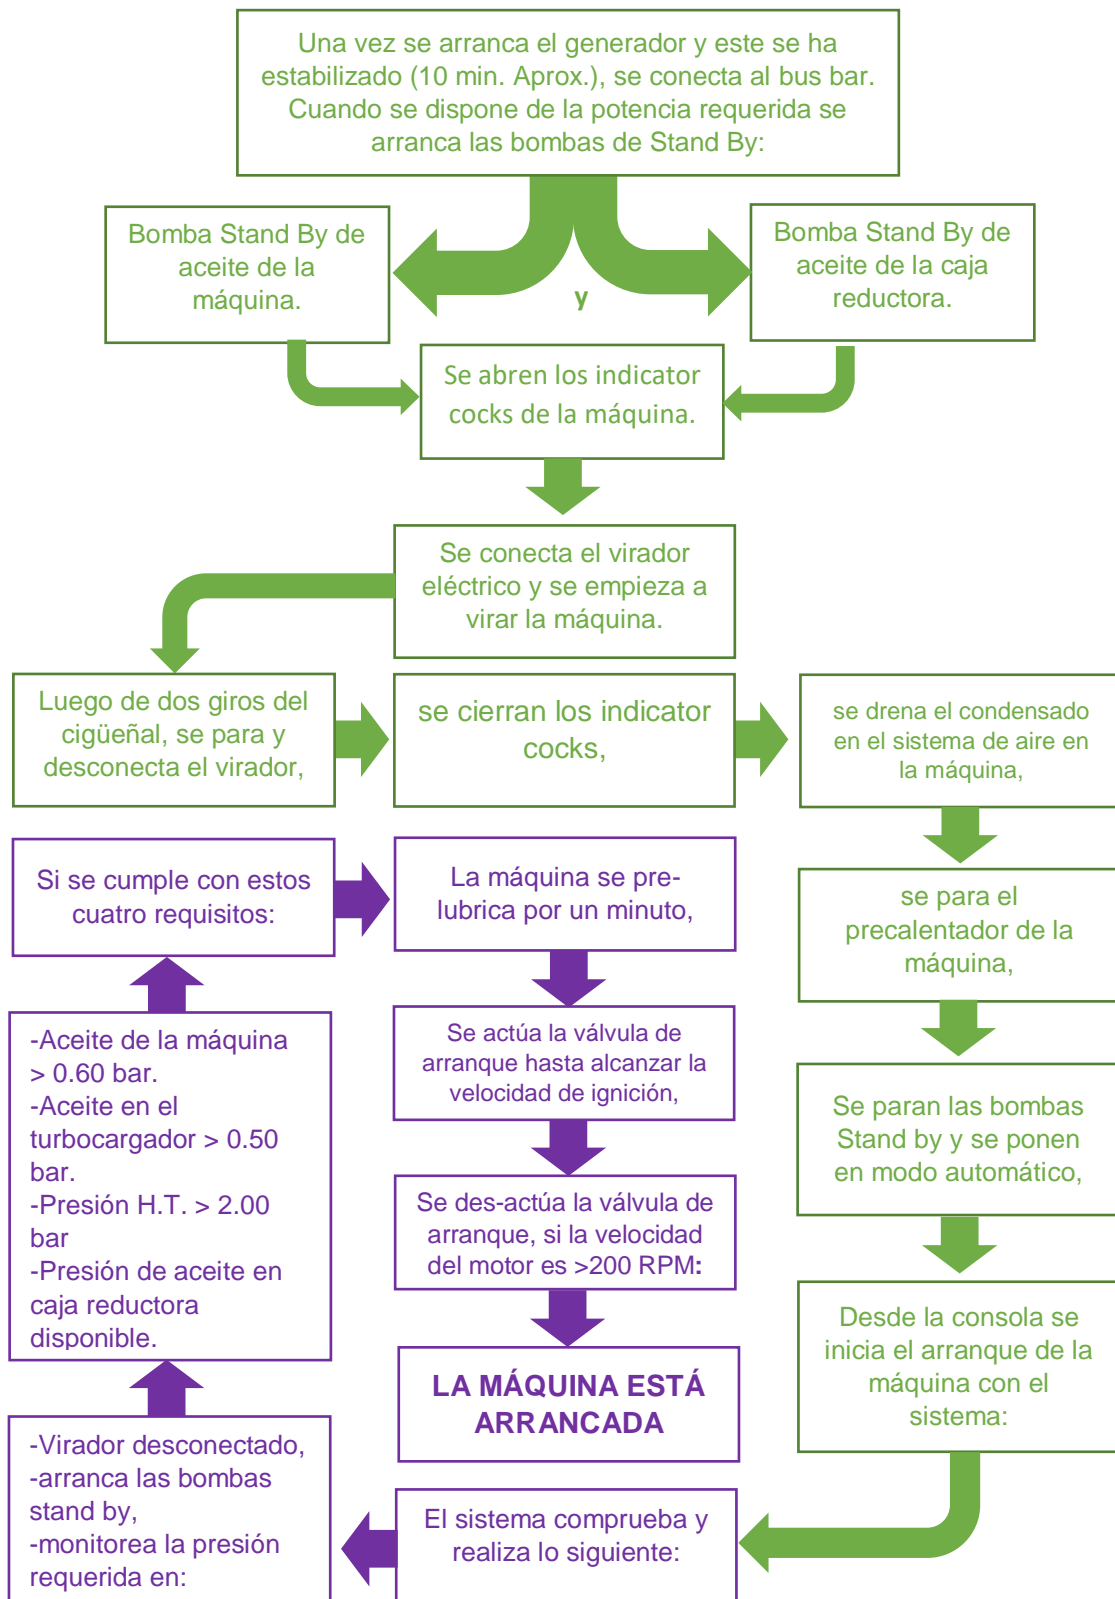 Una vez se arranca el generador y este se ha
estabilizado (10 min. Aprox.), se conecta al bus bar.
Cuando se dispone de la potencia requerida se
arranca las bombas de Stand By:
Bomba Stand By de
aceite de la
máquina.
y
Bomba Stand By de
aceite de la caja
reductora.
Se abren los indicator
cocks de la máquina.
Se conecta el virador
eléctrico y se empieza a
virar la máquina.
Luego de dos giros del
cigüeñal, se para y
desconecta el virador,
se cierran los indicator
cocks,
se drena el condensado
en el sistema de aire en
la máquina,
se para el
precalentador de la
máquina,
Se paran las bombas
Stand by y se ponen
en modo automático,
Desde la consola se
inicia el arranque de la
máquina con el
sistema:
El sistema comprueba y
realiza lo siguiente:
-Virador desconectado,
-arranca las bombas
stand by,
-monitorea la presión
requerida en:
-Aceite de la máquina
> 0.60 bar.
-Aceite en el
turbocargador > 0.50
bar.
-Presión H.T. > 2.00
bar
-Presión de aceite en
caja reductora
disponible.
Si se cumple con estos
cuatro requisitos:
La máquina se pre-
lubrica por un minuto,
Se actúa la válvula de
arranque hasta alcanzar la
velocidad de ignición,
Se des-actúa la válvula de
arranque, si la velocidad
del motor es >200 RPM:
LA MÁQUINA ESTÁ
ARRANCADA